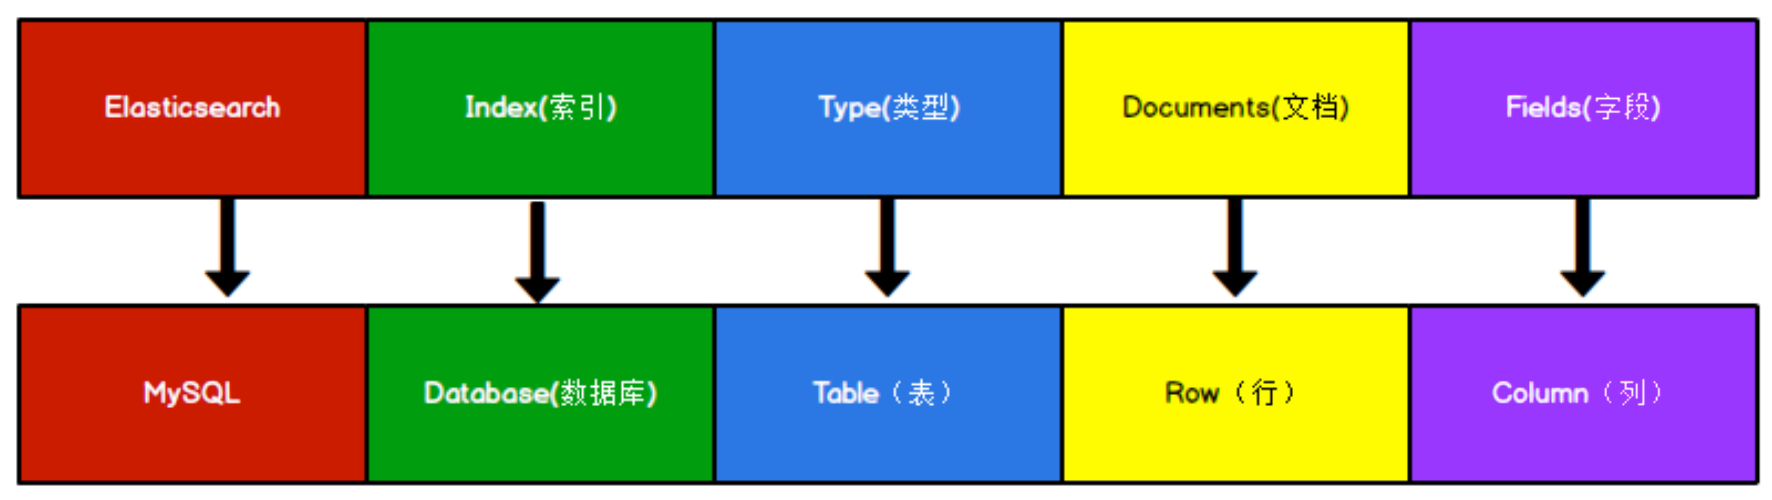 Elasticsearch
Index(索引)
Type(类型)
Documents(文档)
Fields(字段)
MySQL
Database(数据库)
Table（表）
Row（行）
Column（列）